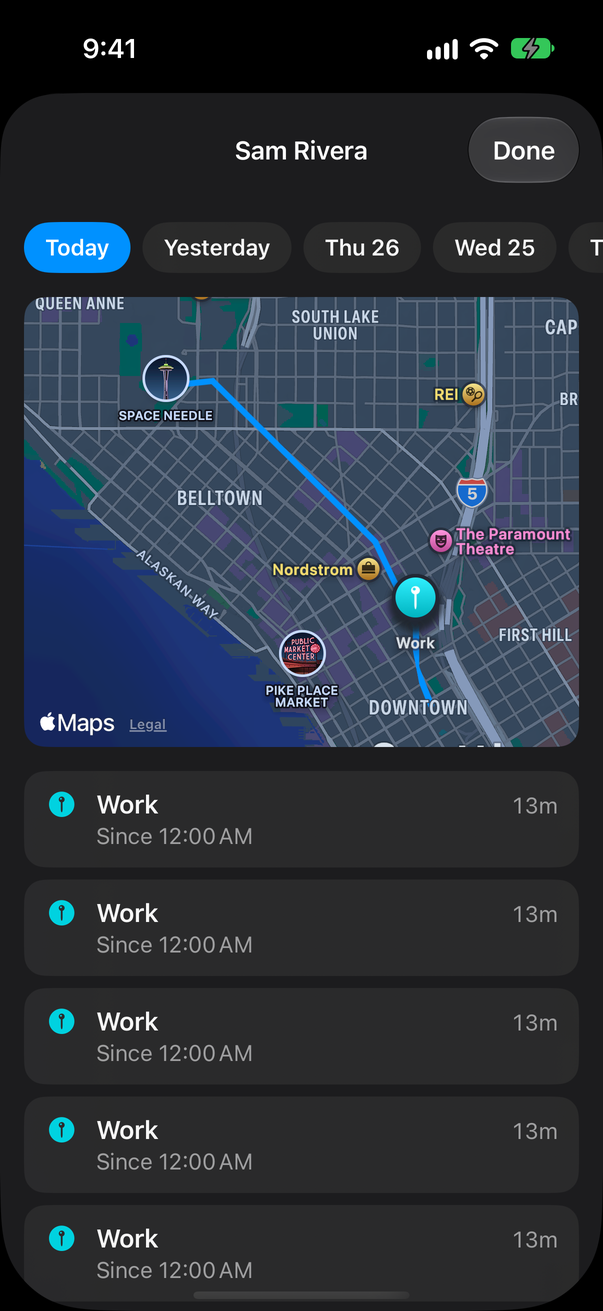 9:41
Sam Rivera
Done
Today
Yesterday
Thu 26
Wed 25
T
QUEEN ANNE
SOUTH LAKE
UNION
CAP
SPACE NEEDLE
REI
BR
BELLTOWN
5
The Paramount
Theatre
Nordstrom
ALASKAN WAY
PUBLIC
MARKET
CENTER
Work
FIRST HILL
PIKE PLACE
MARKET
DOWNTOWN
Maps
Legal
Work
13m
Since 12:00 AM
Work
13m
Since 12:00 AM
Work
13m
Since 12:00 AM
Work
13m
Since 12:00 AM
Work
13m
Since 12:00 AM